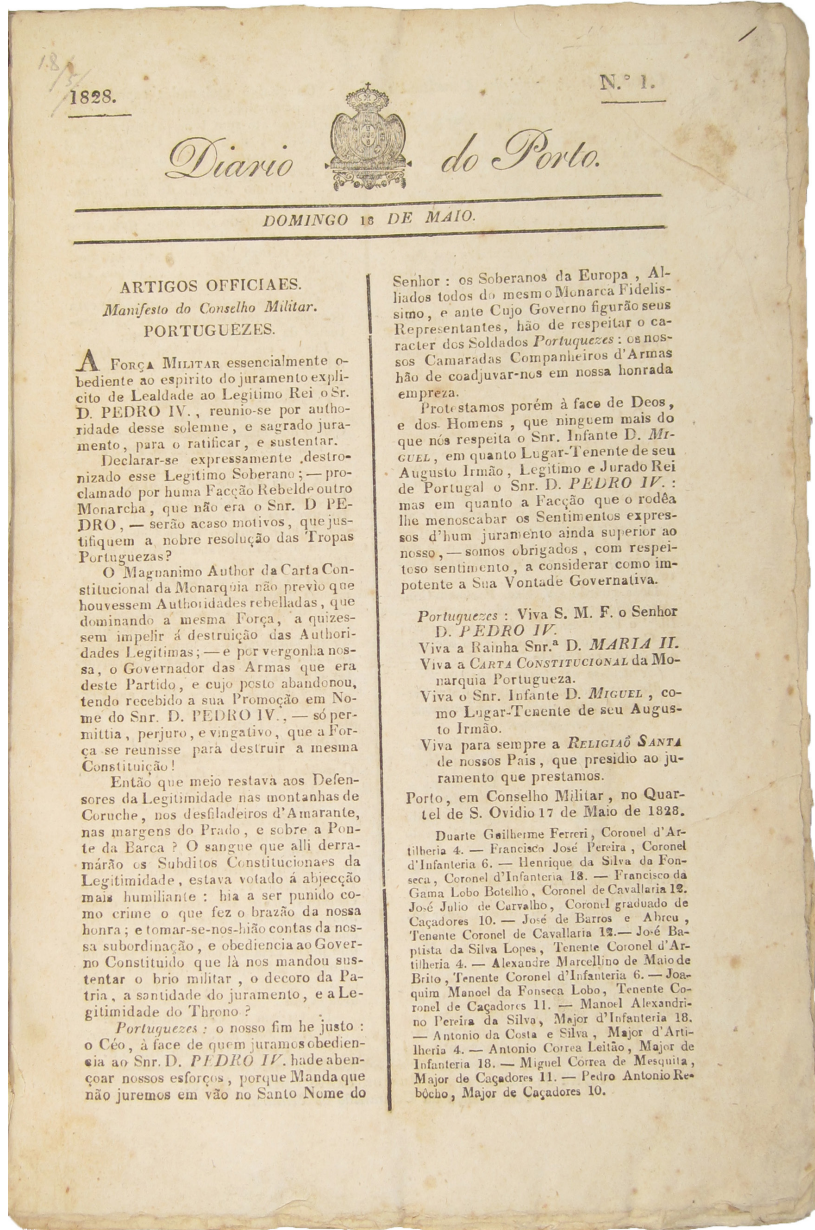 18
/5/
/
1828.
N.º 1.
Diario do Porto.
DOMINGO 18 DE MAIO.
ARTIGOS OFFICIAES.
Manifesto do Conselho Militar.
PORTUGUEZES.
A FORÇA MILITAR essencialmente o-
bediente ao espirito do juramento expli-
cito de Lealdade ao Legitimo Rei o Sr.
D. PEDRO IV., reunio-se por autho-
ridade desse solemne, e sagrado jura-
mento, para o ratificar, e sustentar.
Declarar-se expressamente destro-
nizado esse Legitimo Soberano; — pro-
clamado por huma Facção Rebelde outro
Monarcha, que não era o Snr. D PE-
DRO, — serão acaso motivos, que jus-
tifiquem a nobre resolução das Tropas
Portuguezas?
O Magnanimo Author da Carta Con-
stitucional da Monarquia não previo que
houvessem Authoridades rebelladas, que
dominando a mesma Força, a quizes-
sem impelir á destruição das Authori-
dades Legitimas; — e por vergonha nos-
sa, o Governador das Armas que era
deste Partido, e cujo posto abandonou,
tendo recebido a sua Promoção em No-
me do Snr. D. PEDRO IV., — só per-
mittia, perjuro, e vingativo, que a For-
ça se reunisse para destruir a mesma
Constituição!
Então que meio restava aos Defen-
sores da Legitimidade nas montanhas de
Coruche, nos desfiladeiros d'Amarante,
nas margens do Prado, e sobre a Pon-
te da Barca? O sangue que alli derra-
márão os Subditos Constitucionaes da
Legitimidade, estava votado á abjecção
mais humiliante: hia a ser punido co-
mo crime o que fez o brazão da nossa
honra; e tomar-se-nos-hião contas da nos-
sa subordinação, e obediencia ao Gover-
no Constituido que lá nos mandou sus-
tentar o brio militar, o decoro da Pa-
tria, a santidade do juramento, e a Le-
gitimidade do Throno?
Portuguezes: o nosso fim he justo:
o Céo, à face de quem juramos obedien-
sia ao Snr. D. PEDRO IV. hade aben-
çoar nossos esforços, porque Manda que
não juremos em vão no Santo Nome do
Senhor: os Soberanos da Europa, Al-
liados todos do mesmo Monarca Fidelis-
simo, e ante Cujo Governo figurão seus
Representantes, hão de respeitar o ca-
racter dos Soldados Portuguezes: os nos-
sos Camaradas Companheiros d'Armas
hão de coadjuvar-nos em nossa honrada
empreza.
Protestamos porém à face de Deos,
e dos Homens, que ninguem mais do
que nós respeita o Snr. Infante D. MI-
GUEL, em quanto Lugar-Tenente de seu
Augusto Irmão, Legitimo e Jurado Rei
de Portugal o Snr. D. PEDRO IV.:
mas em quanto a Facção que o rodêa
lhe menoscabar os Sentimentos expres-
sos d'hum juramento ainda superior ao
nosso, — somos obrigados, com respei-
toso sentimento, a considerar como im-
potente a Sua Vontade Governativa.
Portuguezes: Viva S. M. F. o Senhor
D. PEDRO IV.
Viva a Rainha Snr.ª D. MARIA II.
Viva a CARTA CONSTITUCIONAL da Mo-
narquia Portugueza.
Viva o Snr. Infante D. MIGUEL, co-
mo Lugar-Tenente de seu Augus-
to Irmão.
Viva para sempre a RELIGIAÕ SANTA
de nossos Pais, que presidio ao ju-
ramento que prestamos.
Porto, em Conselho Militar, no Quar-
tel de S. Ovidio 17 de Maio de 1828.
Duarte Guilherme Ferreri, Coronel d'Ar-
tilheria 4. — Francisco José Pereira, Coronel
d'Infanteria 6. — Henrique da Silva da Fon-
seca, Coronel d'Infanteria 18. — Francisco da
Gama Lobo Botelho, Coronel de Cavallaria 12.
José Julio de Carvalho, Coronel graduado de
Caçadores 10. — José de Barros e Abreu,
Tenente Coronel de Cavallaria 12. — José Ba-
ptista da Silva Lopes, Tenente Coronel d'Ar-
tilheria 4. — Alexandre Marcellino de Maio de
Brito, Tenente Coronel d'Infanteria 6. — Joa-
quim Manoel da Fonseca Lobo, Tenente Co-
ronel de Caçadores 11. — Manoel Alexandri-
no Pereira da Silva, Major d'Infanteria 18.
— Antonio da Costa e Silva, Major d'Arti-
lheria 4. — Antonio Correa Leitão, Major de
Infanteria 18. — Miguel Correa de Mesquita,
Major de Caçadores 11. — Pedro Antonio Re-
bocho, Major de Caçadores 10.